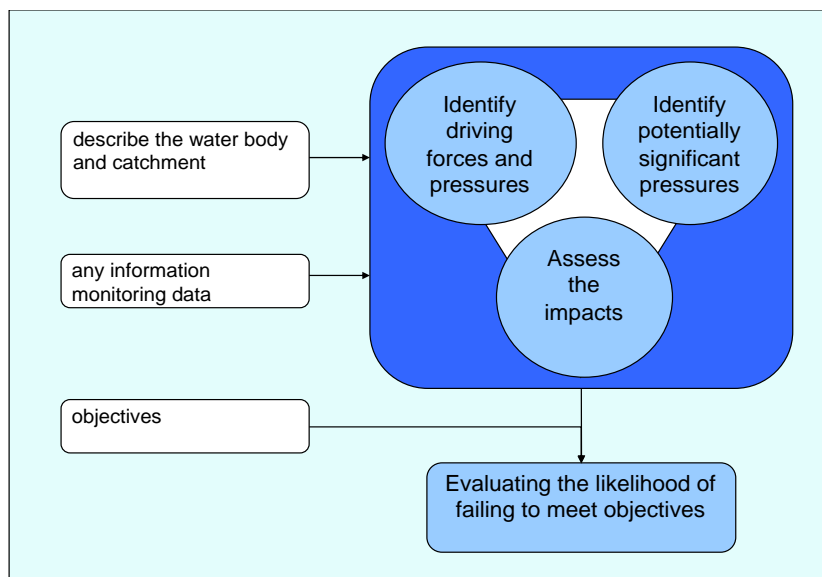 Identify
driving
forces and
pressures
Identify
potentially
significant
pressures
describe the water body
and catchment
Assess
the
impacts
any information
monitoring data
objectives
Evaluating the likelihood of
failing to meet objectives